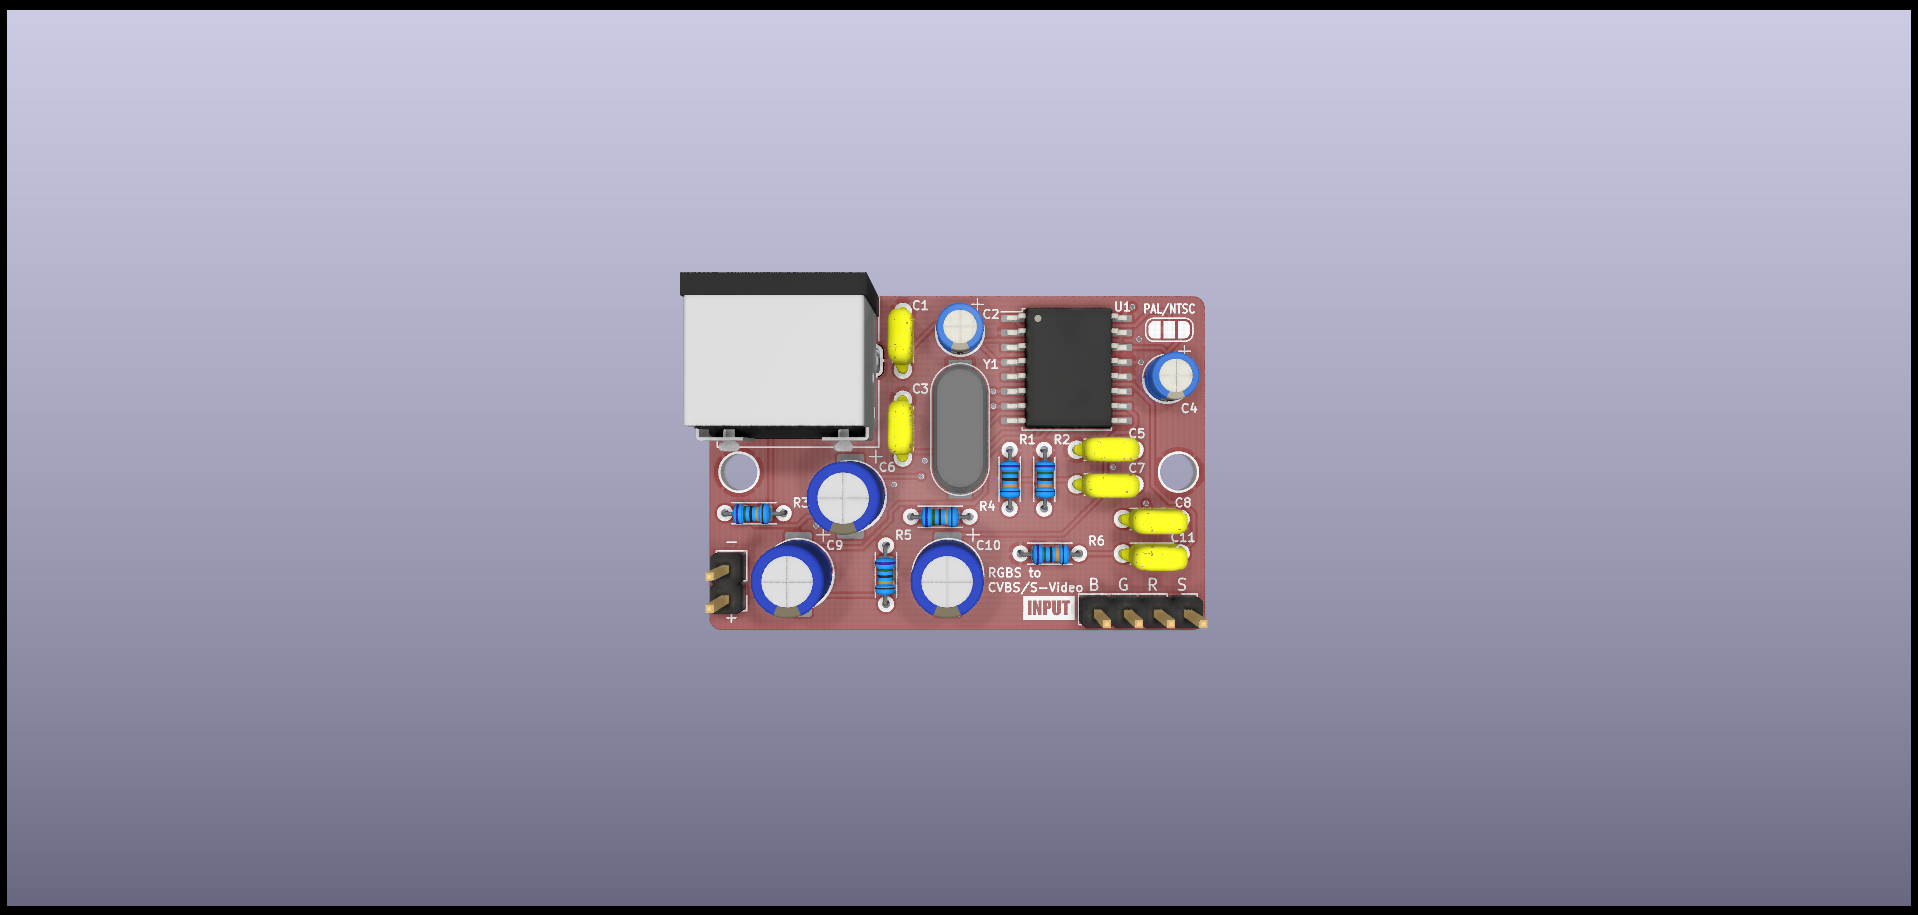 C1
C2
U1
PAL/NTSC
Y1
C3
C4
R1
R2
C5
C6
C7
R3
R4
C8
C9
R5
C10
R6
C11
RGBS to
CVBS/S-Video
B G R S
INPUT
−
+